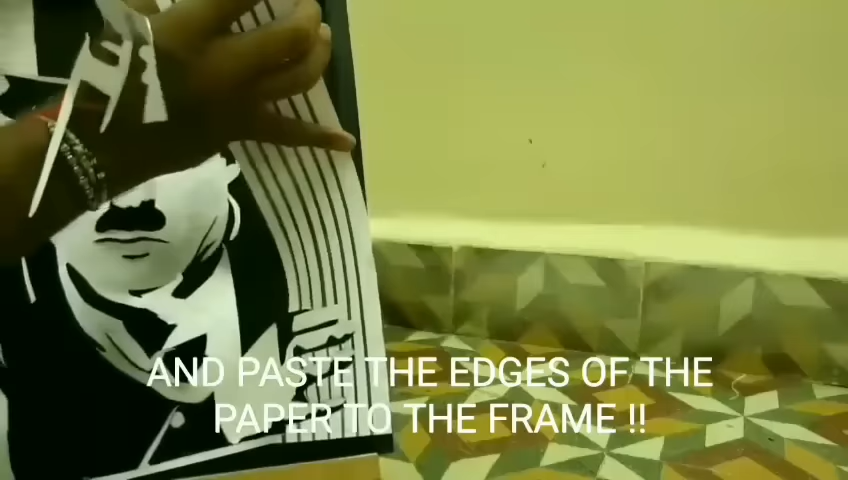 AND PASTE THE EDGES OF THE
PAPER TO THE FRAME !!